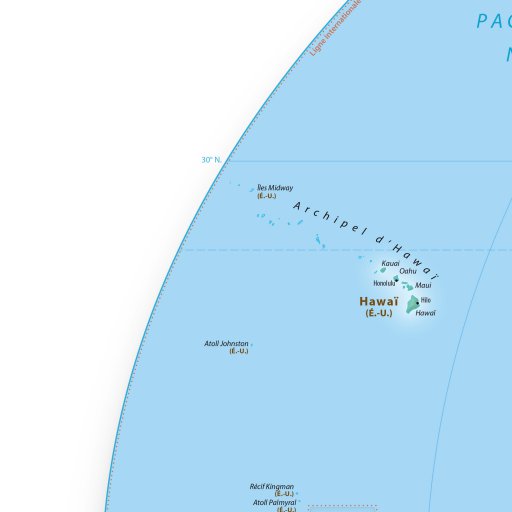 PAC
N
Ligne internationale
30° N.
Îles Midway
(É.-U.)
Archipel d'Hawaï
Kauai
Oahu
Honolulu
Maui
Hawaï
(É.-U.)
Hilo
Hawaï
Atoll Johnston
(É.-U.)
Récif Kingman
(É.-U.)
Atoll Palmyral
(É.-U.)